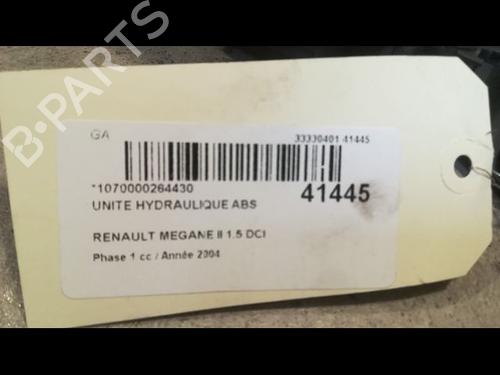 B-PARTS
GA
33330401 41445
*1070000264430
41445
UNITE HYDRAULIQUE ABS
RENAULT MEGANE II 1.5 DCI
Phase 1 cc / Année 2004